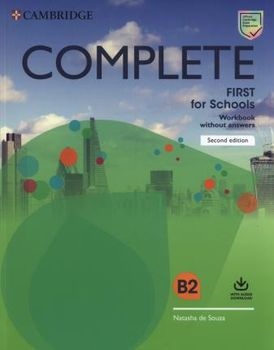 CAMBRIDGE
COMPLETE
FIRST
for Schools
Workbook
without answers
Second edition
B2
WITH AUDIO
DOWNLOAD
Natasha de Souza